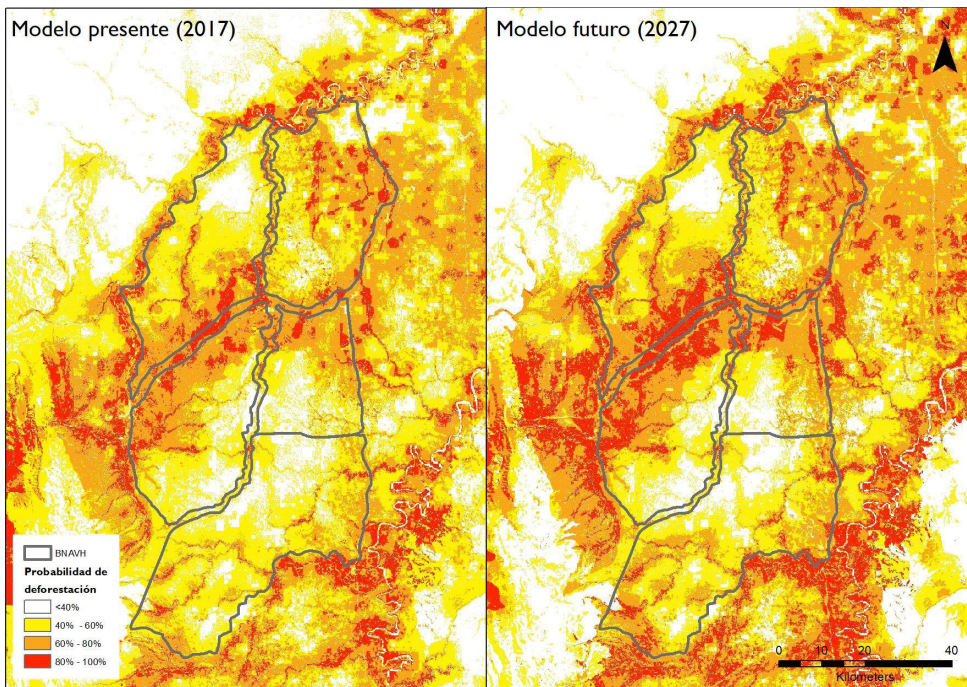 Modelo presente (2017)
Modelo futuro (2027)
N
BNAVH
Probabilidad de
deforestación
<40%
40% - 60%
60% - 80%
80% - 100%
0 10 20 40
Kilometers